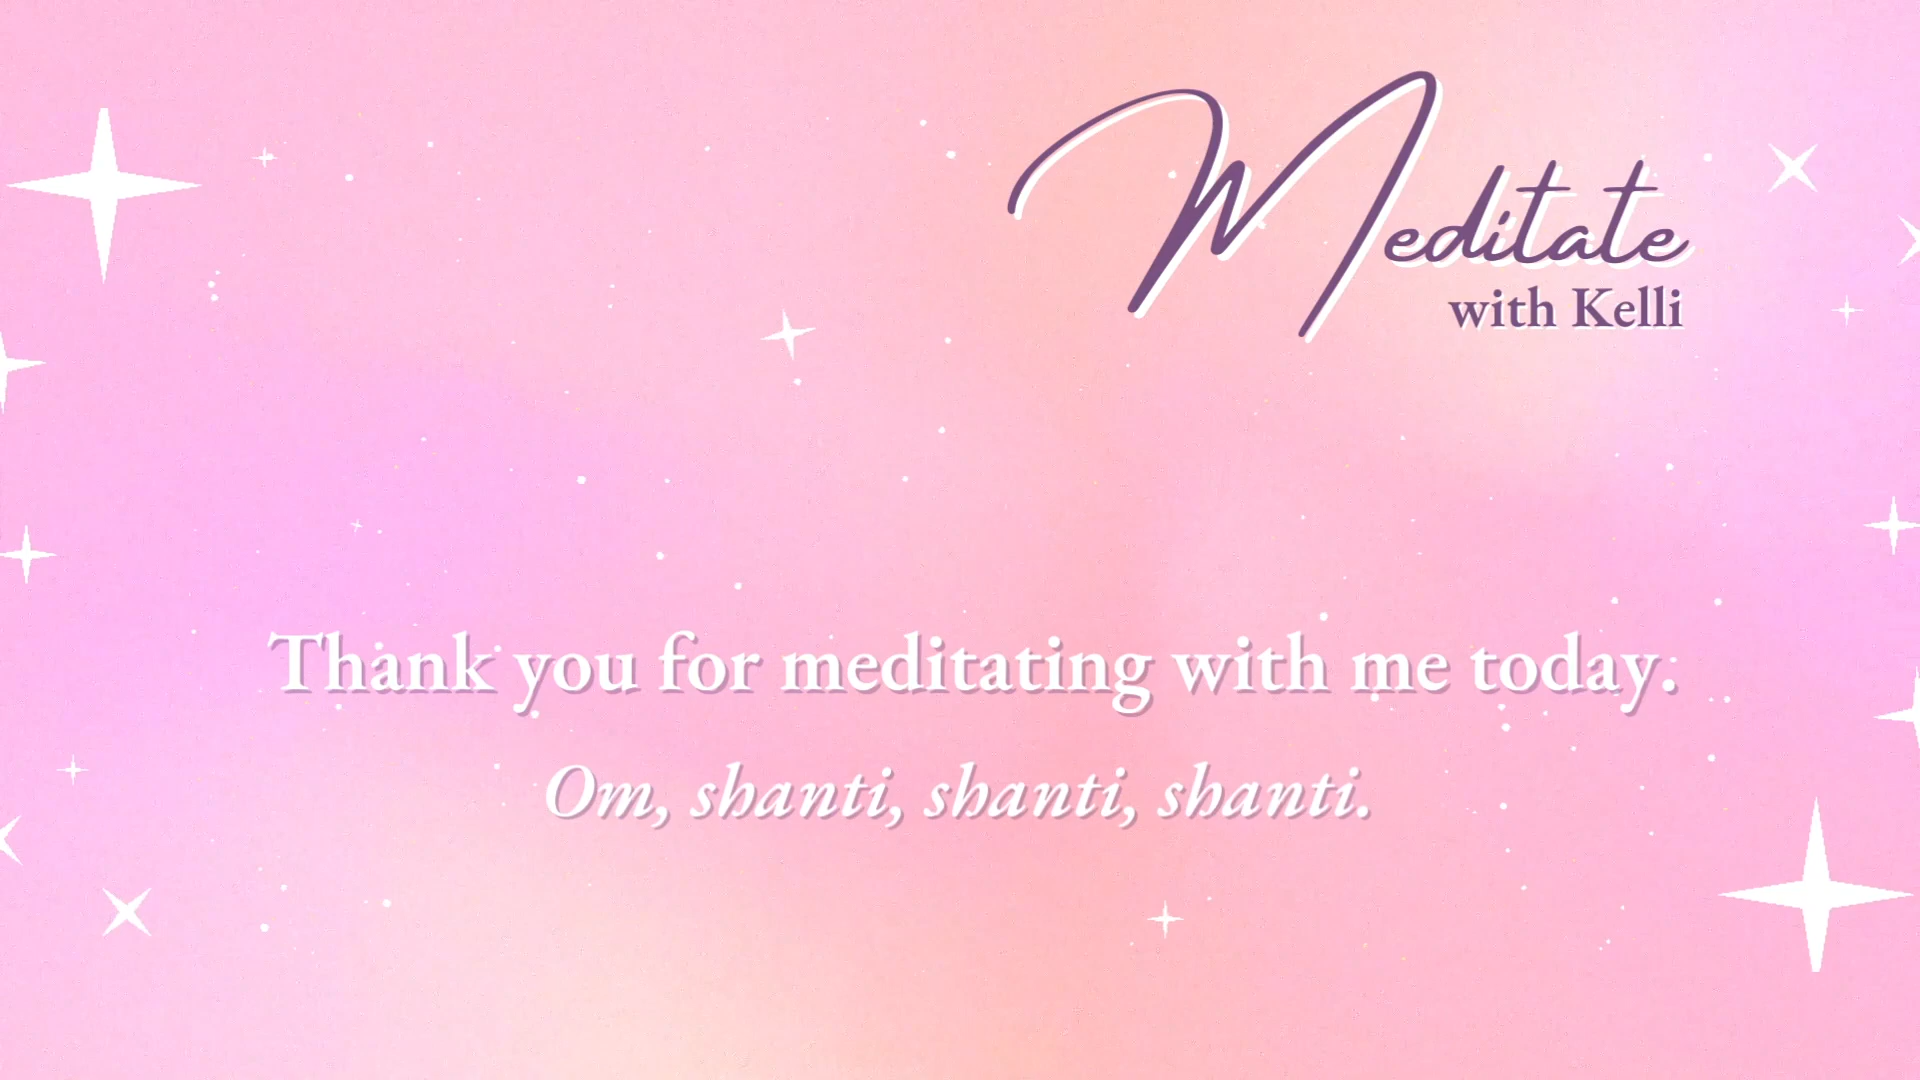 Meditate
with Kelli
Thank you for meditating with me today.
Om, shanti, shanti, shanti.